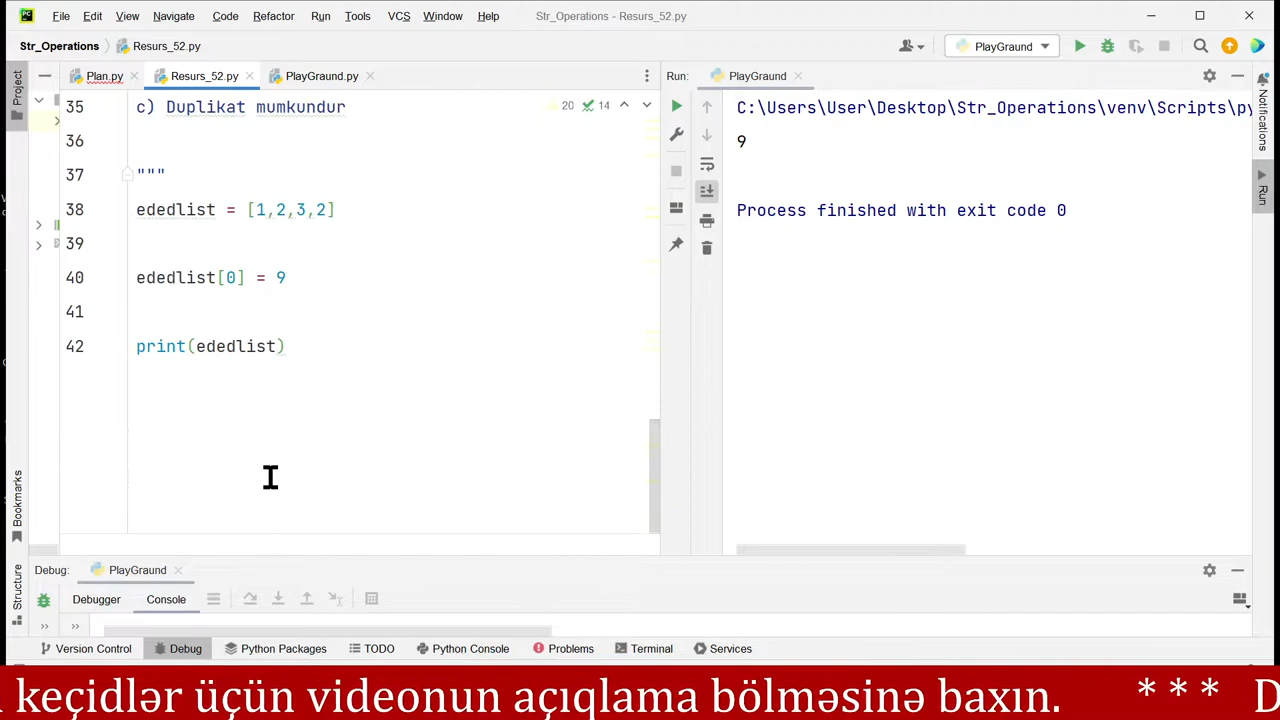 File Edit View Navigate Code Refactor Run Tools VCS Window Help Str_Operations - Resurs_52.py
Str_Operations Resurs_52.py PlayGraund
Plan.py Resurs_52.py PlayGraund.py Run: PlayGraund
Project
35 c) Duplikat mumkundur
20 14
36
37 """
38 ededlist = [1,2,3,2]
39
40 ededlist[0] = 9
41
42 print(ededlist)
C:\Users\User\Desktop\Str_Operations\venv\Scripts\py
9
Process finished with exit code 0
Notifications
Run
Bookmarks
Structure
Debug: PlayGraund
Debugger Console
Version Control Debug Python Packages TODO Python Console Problems Terminal Services
keçidlər üçün videonun açıqlama bölməsinə baxın. * * * D